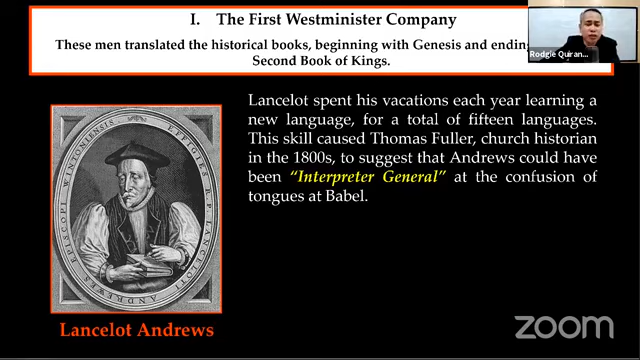 I. The First Westminister Company
These men translated the historical books, beginning with Genesis and ending
Second Book of Kings.
Rodgie Quiran...
Lancelot spent his vacations each year learning a
new language, for a total of fifteen languages.
This skill caused Thomas Fuller, church historian
in the 1800s, to suggest that Andrews could have
been “Interpreter General” at the confusion of
tongues at Babel.
Lancelot Andrews
zoom